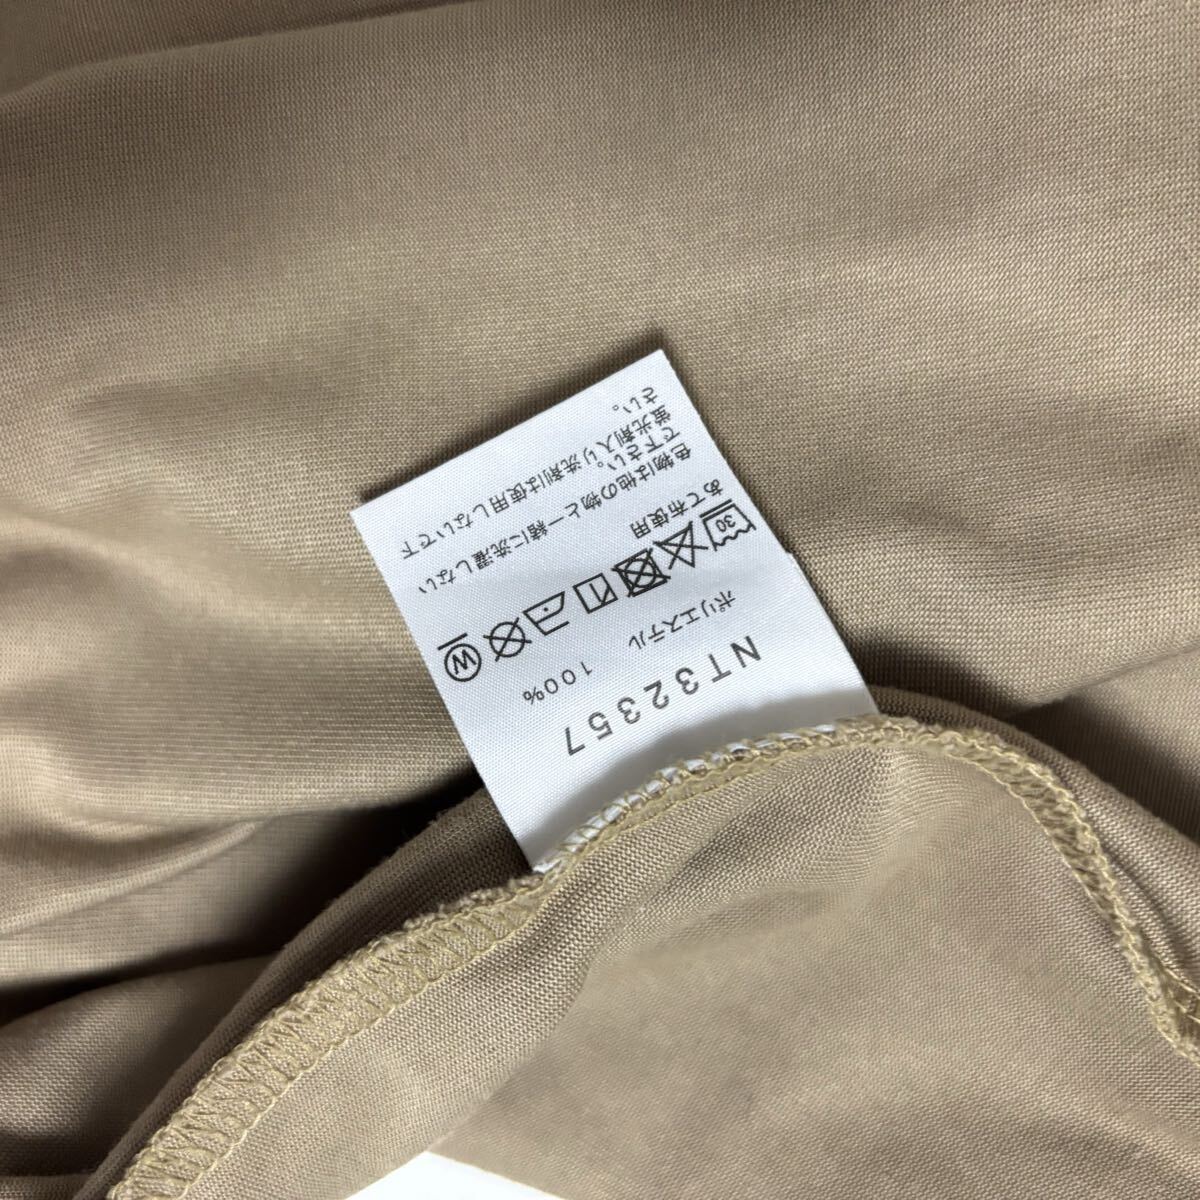 NT32357
ポリエステル 100%
30 W
あて布使用
色物は他の物と一緒に洗濯しない
で下さい。
蛍光剤入り洗剤は使用しないで下
さい。